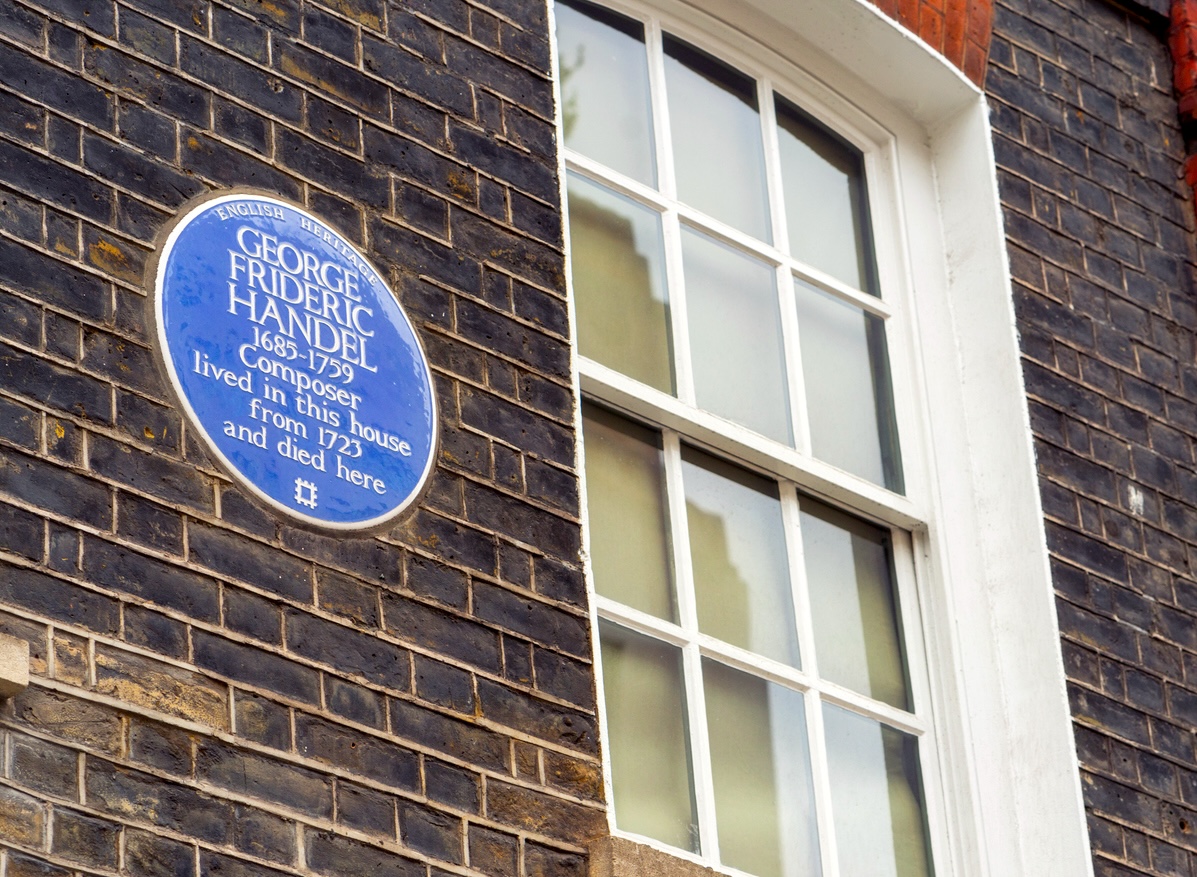 ENGLISH HERITAGE
GEORGE
FRIDERIC
HANDEL
1685-1759
Composer
lived in this house
from 1723
and died here